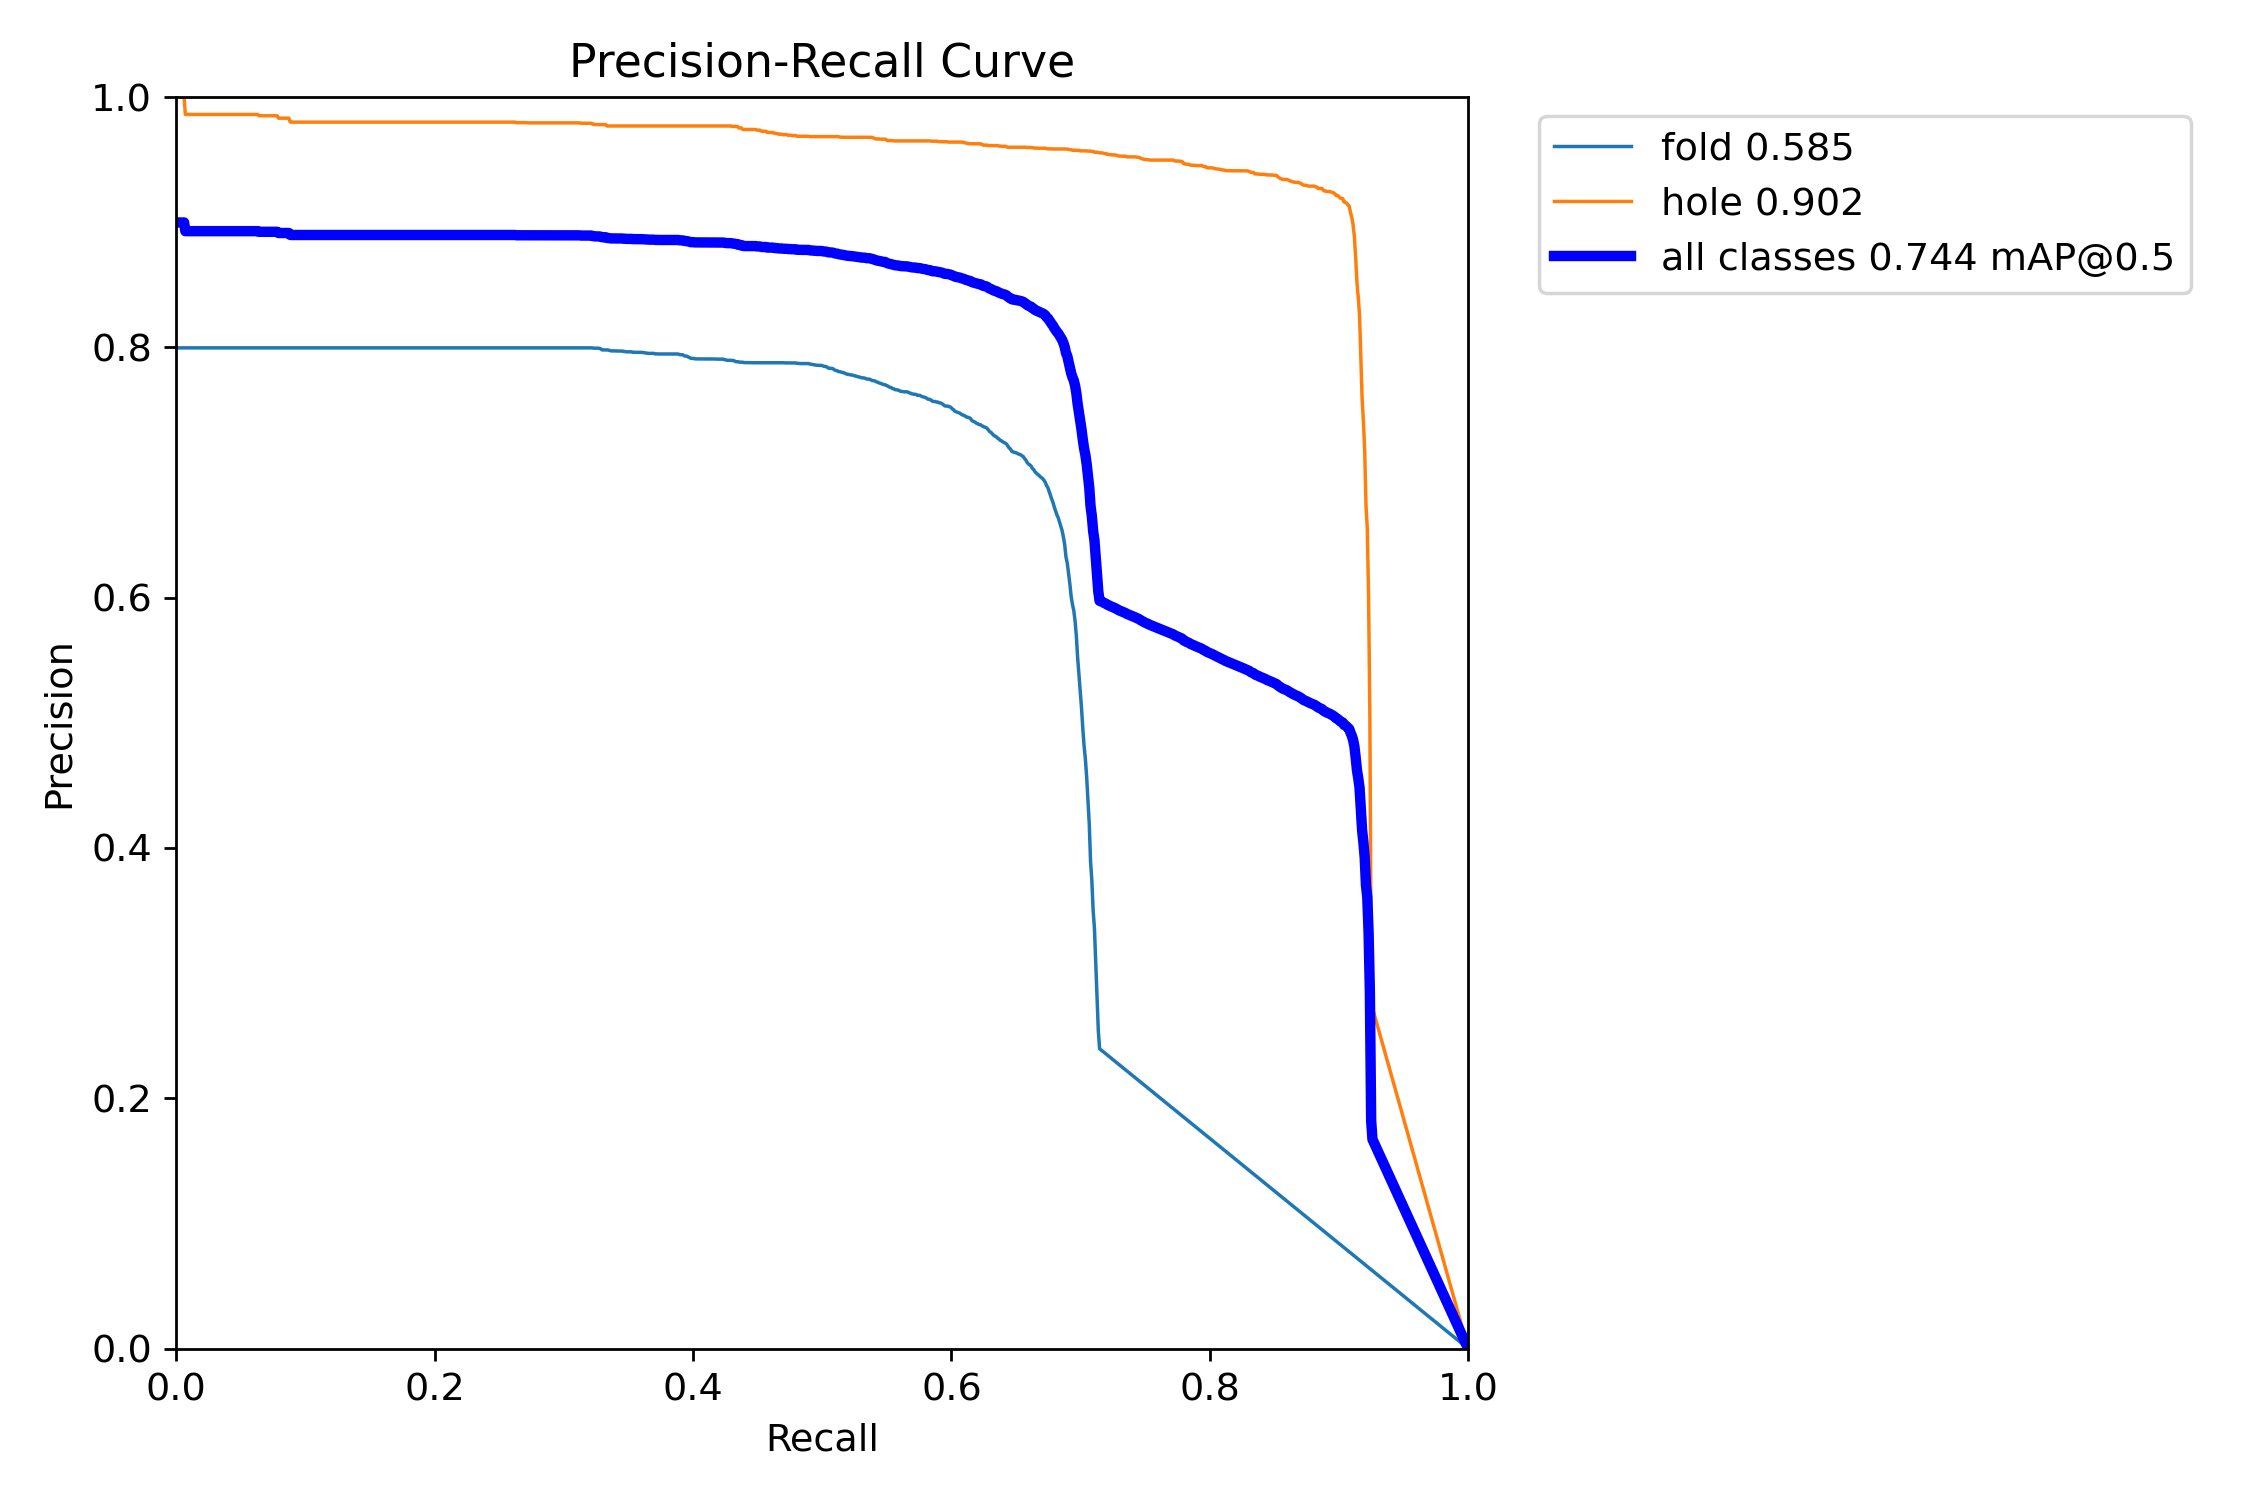 Precision-Recall Curve
1.0
0.8
0.6
0.4
0.2
0.0
Precision
0.0 0.2 0.4 0.6 0.8 1.0
Recall
fold 0.585
hole 0.902
all classes 0.744 mAP@0.5